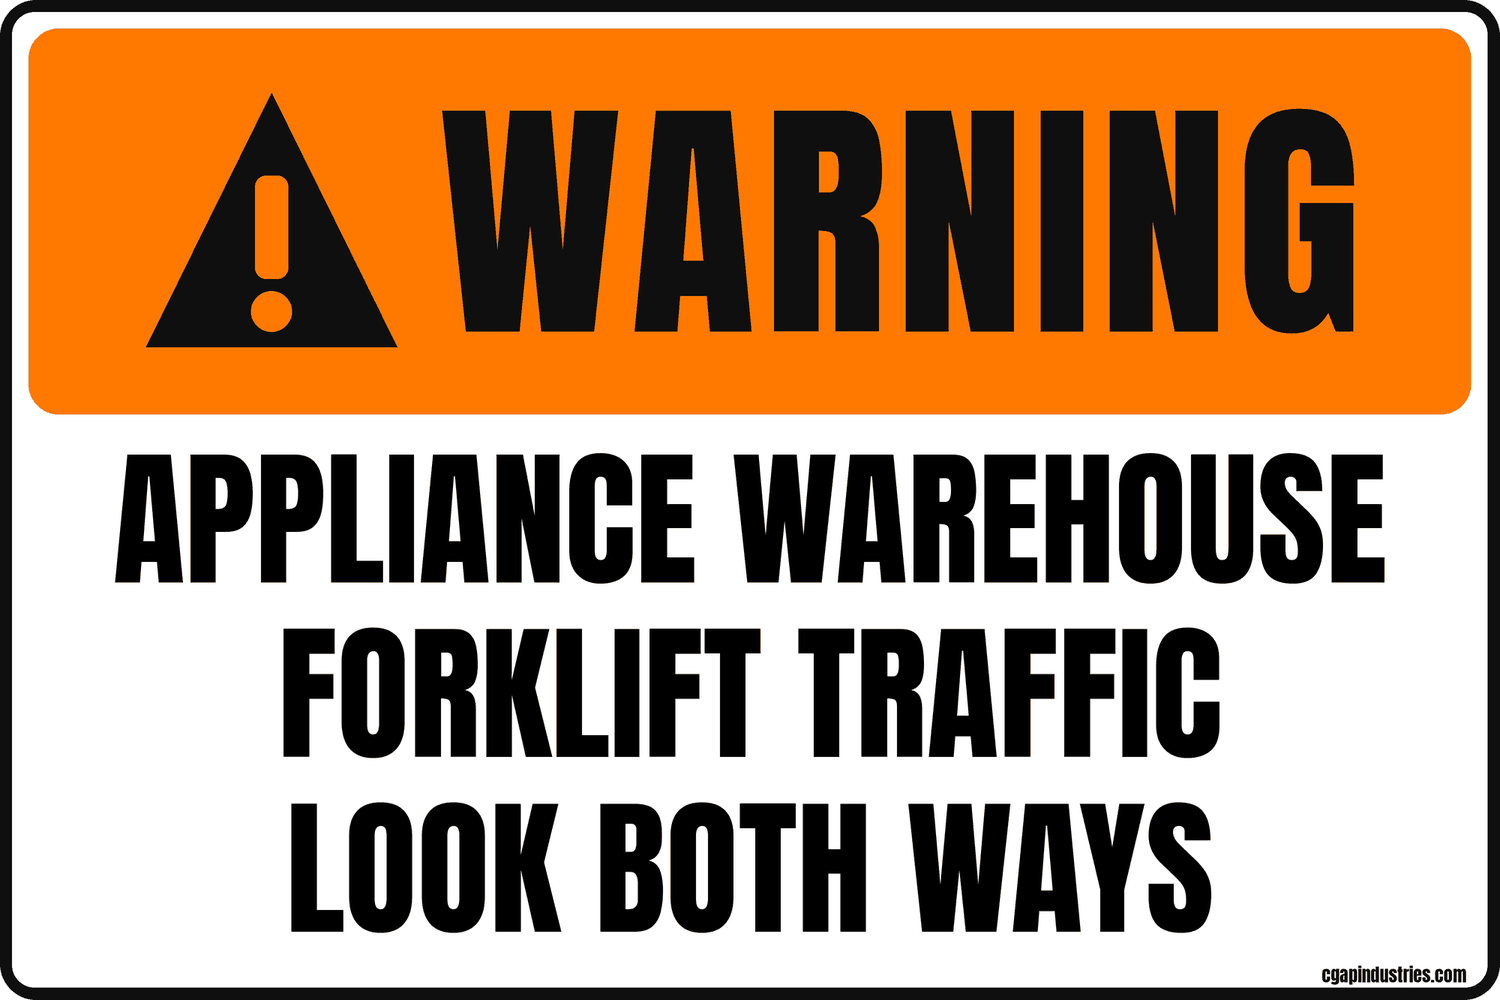 WARNING
APPLIANCE WAREHOUSE
FORKLIFT TRAFFIC
LOOK BOTH WAYS
cgapindustries.com